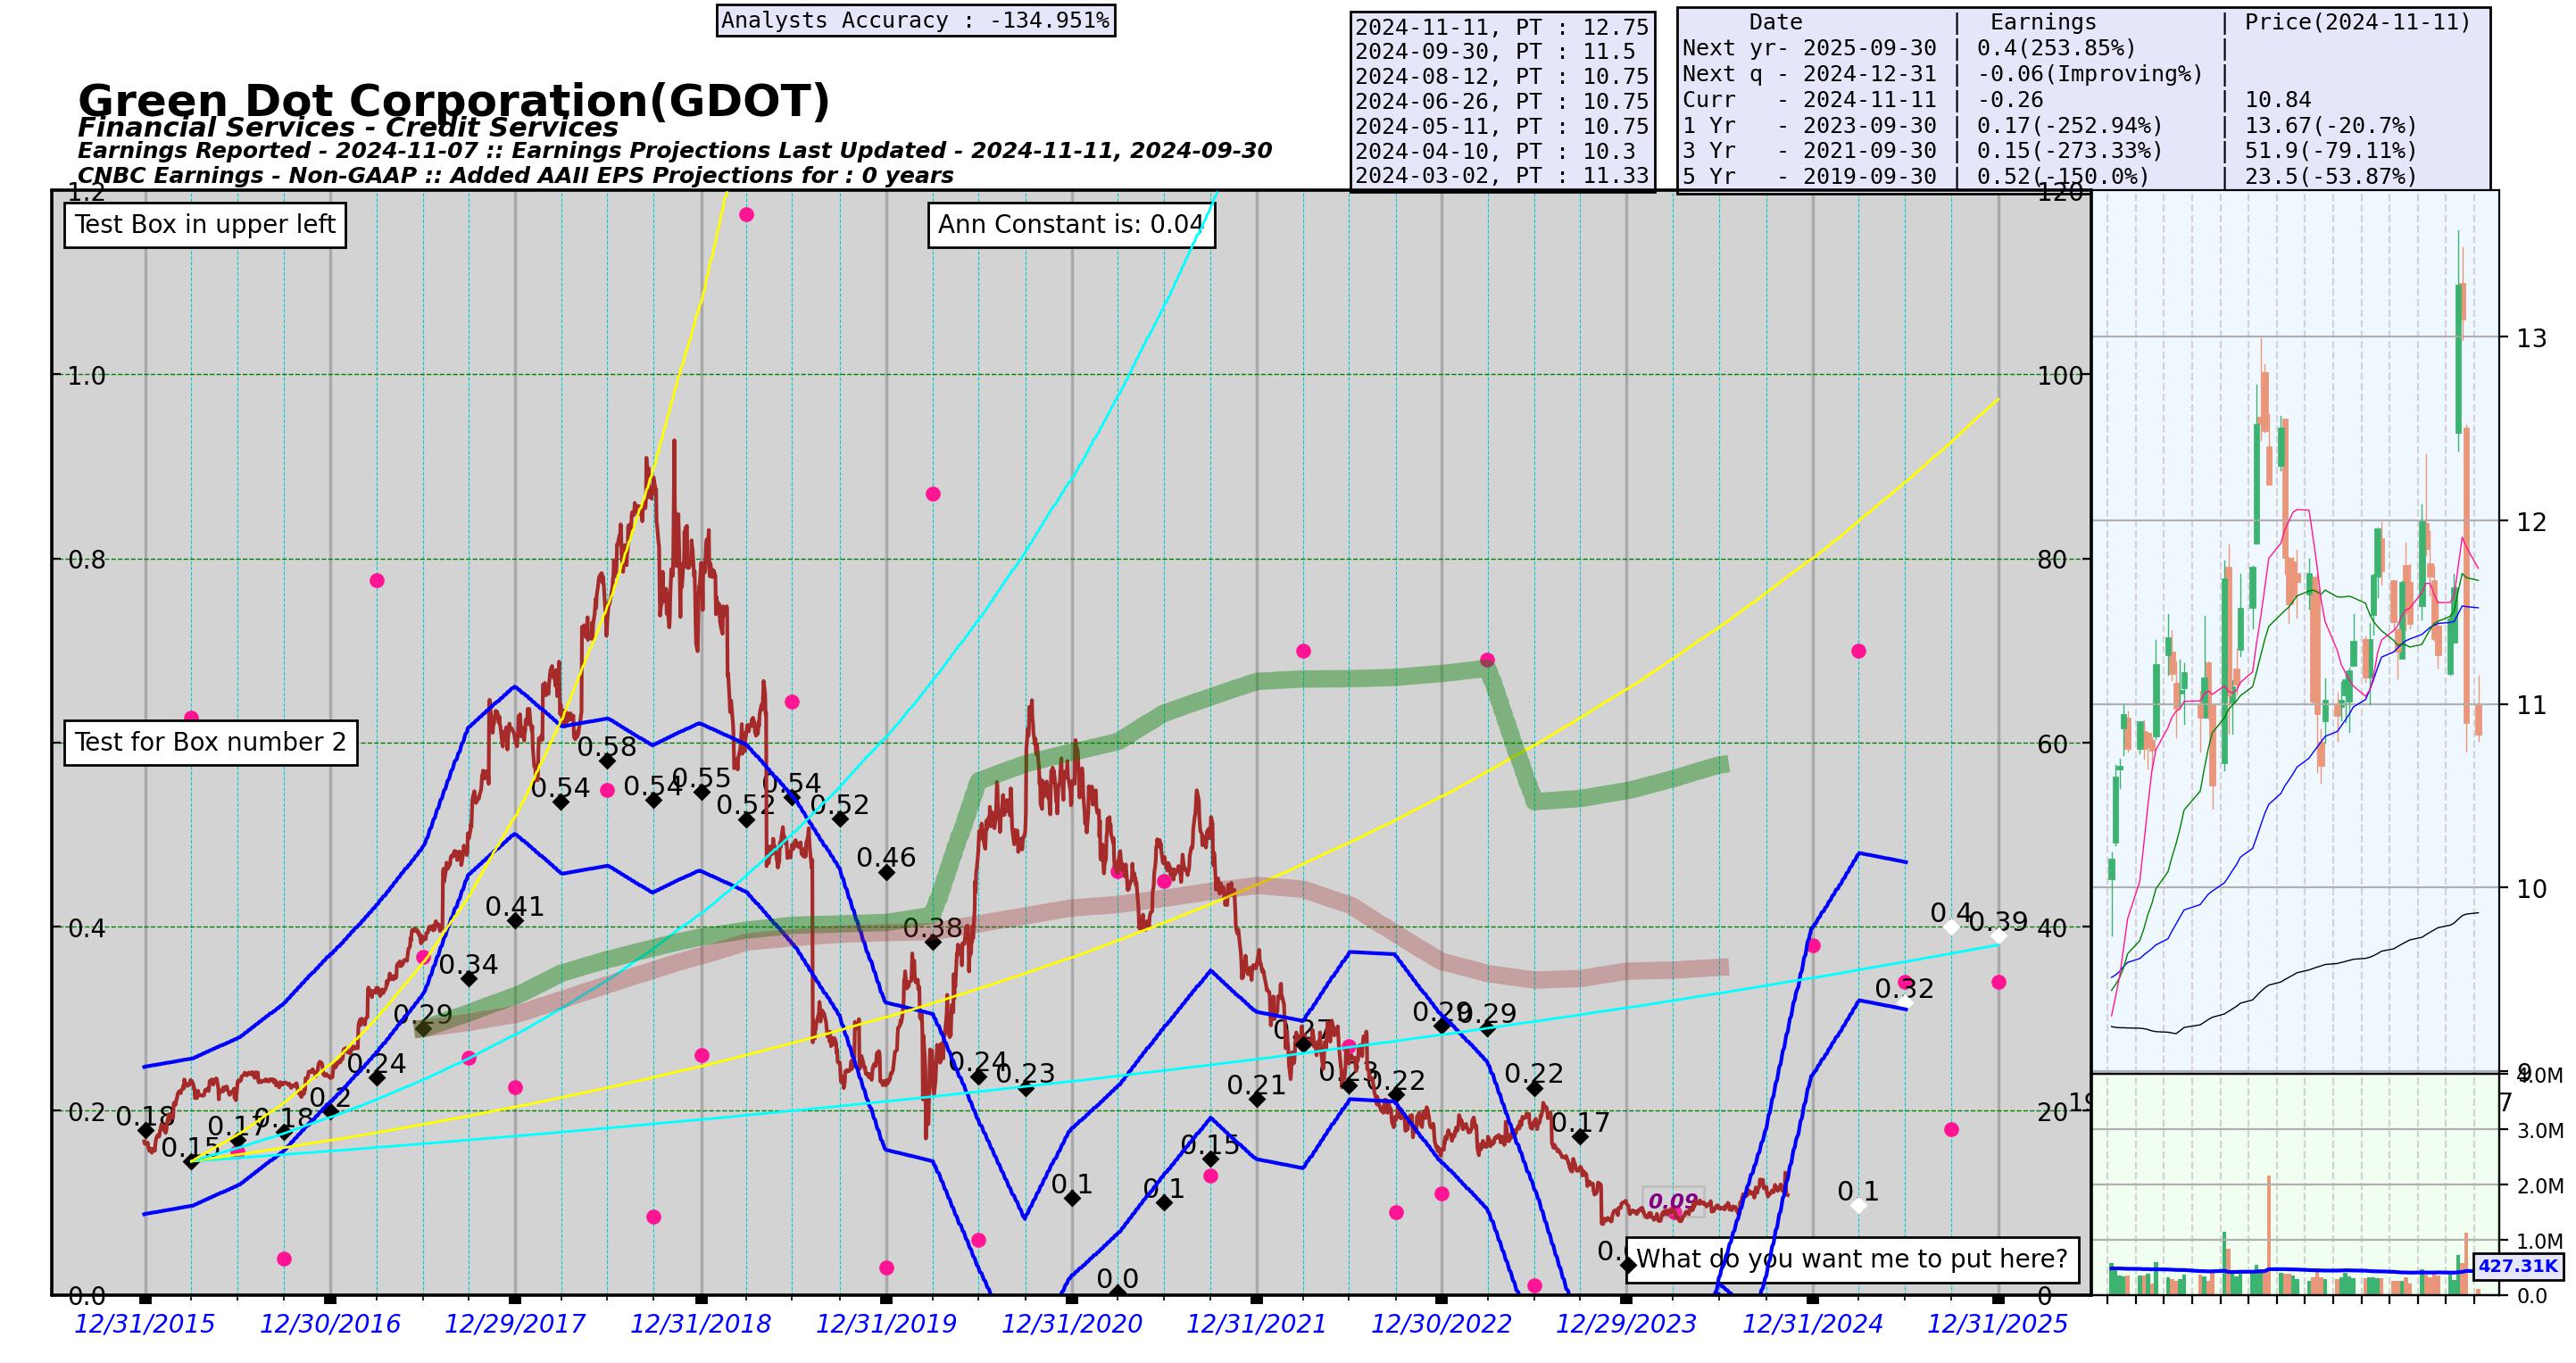 Analysts Accuracy : -134.951%
2024-11-11, PT : 12.75
2024-09-30, PT : 11.5
2024-08-12, PT : 10.75
2024-06-26, PT : 10.75
2024-05-11, PT : 10.75
2024-04-10, PT : 10.3
2024-03-02, PT : 11.33
Date | Earnings | Price(2024-11-11)
Next yr- 2025-09-30 | 0.4(253.85%) |
Next q - 2024-12-31 | -0.06(Improving%) |
Curr - 2024-11-11 | -0.26 | 10.84
1 Yr - 2023-09-30 | 0.17(-252.94%) | 13.67(-20.7%)
3 Yr - 2021-09-30 | 0.15(-273.33%) | 51.9(-79.11%)
5 Yr - 2019-09-30 | 0.52(-150.0%) | 23.5(-53.87%)
Green Dot Corporation(GDOT)
Financial Services - Credit Services
Earnings Reported - 2024-11-07 :: Earnings Projections Last Updated - 2024-11-11, 2024-09-30
CNBC Earnings - Non-GAAP :: Added AAII EPS Projections for : 0 years
1.2
120
Test Box in upper left
Ann Constant is: 0.04
13
1.0
100
12
0.8
80
11
Test for Box number 2
60
0.58
0.54
0.54
0.55
0.52
0.54
0.52
10
0.46
0.41
0.4
0.38
0.4
0.39
40
0.34
0.32
0.29
0.29
0.29
0.27
0.24
0.24
0.23
0.23
0.22
0.22
9
4.0M
0.21
0.2
0.2
20
0.18
0.15
0.17
0.18
0.17
0.15
3.0M
0.1
0.1
0.09
0.1
2.0M
What do you want me to put here?
1.0M
427.31K
0.0
0.0
0
0.0
12/31/2015
12/30/2016
12/29/2017
12/31/2018
12/31/2019
12/31/2020
12/31/2021
12/30/2022
12/29/2023
12/31/2024
12/31/2025